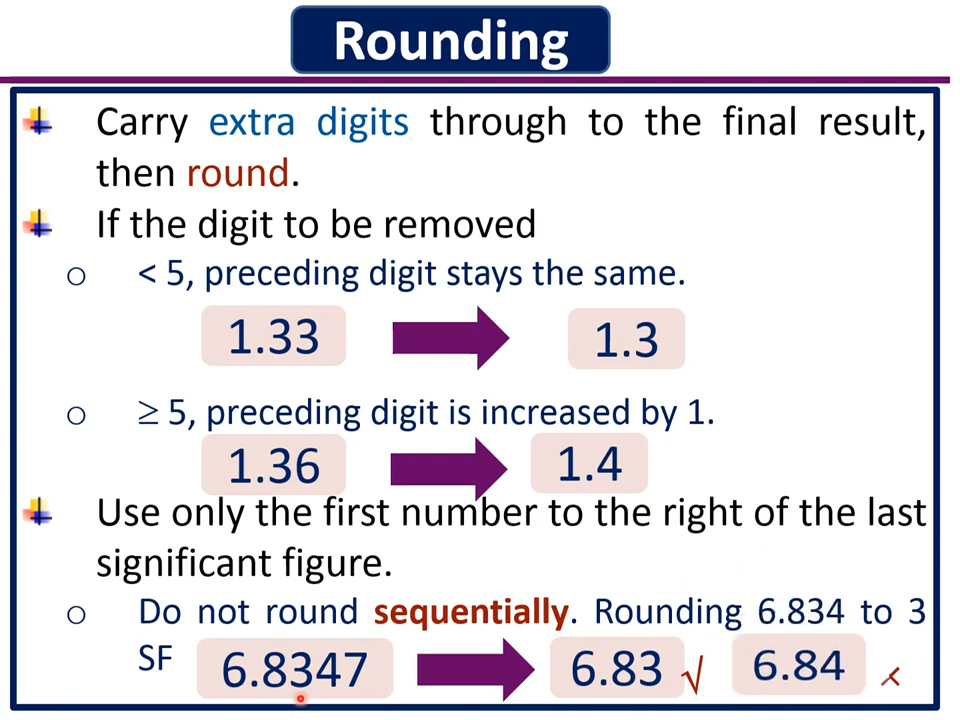 Rounding
Carry extra digits through to the final result,
then round.
If the digit to be removed
< 5, preceding digit stays the same.
1.33 1.3
≥ 5, preceding digit is increased by 1.
1.36 1.4
Use only the first number to the right of the last
significant figure.
Do not round sequentially. Rounding 6.834 to 3
SF 6.8347 6.83 √ 6.84 ×